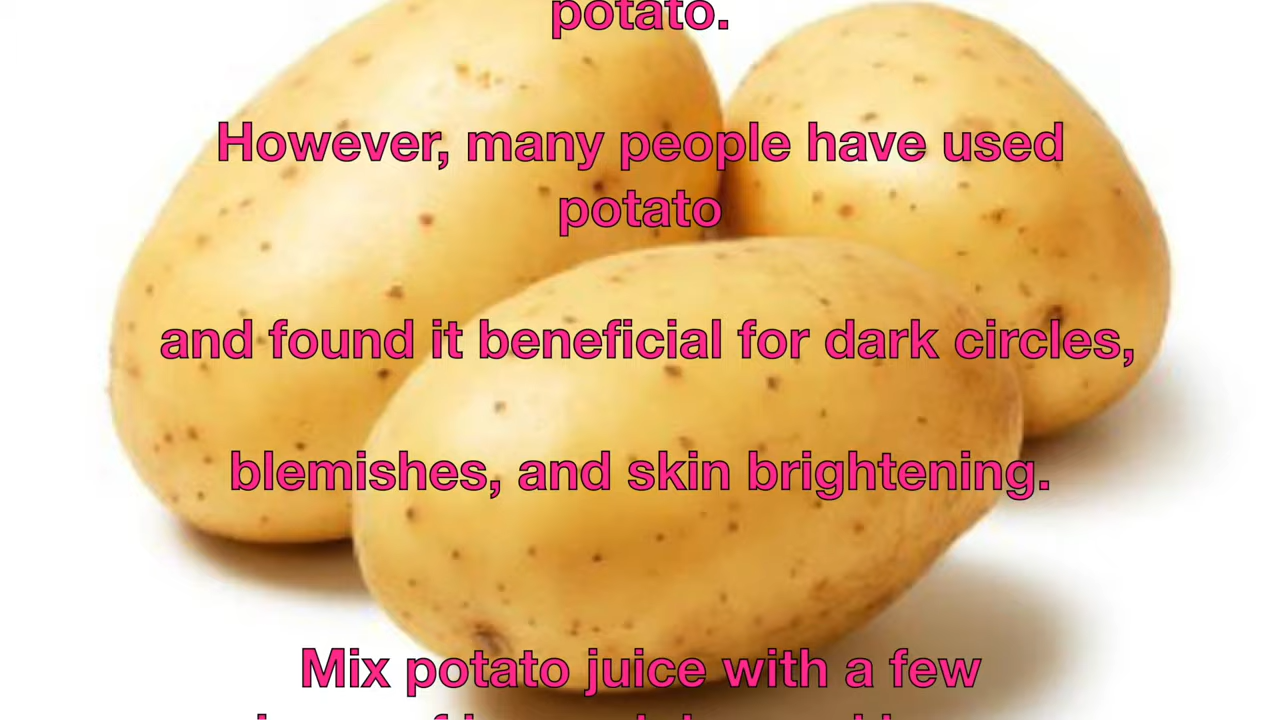 potato.
However, many people have used
potato
and found it beneficial for dark circles,
blemishes, and skin brightening.
Mix potato juice with a few